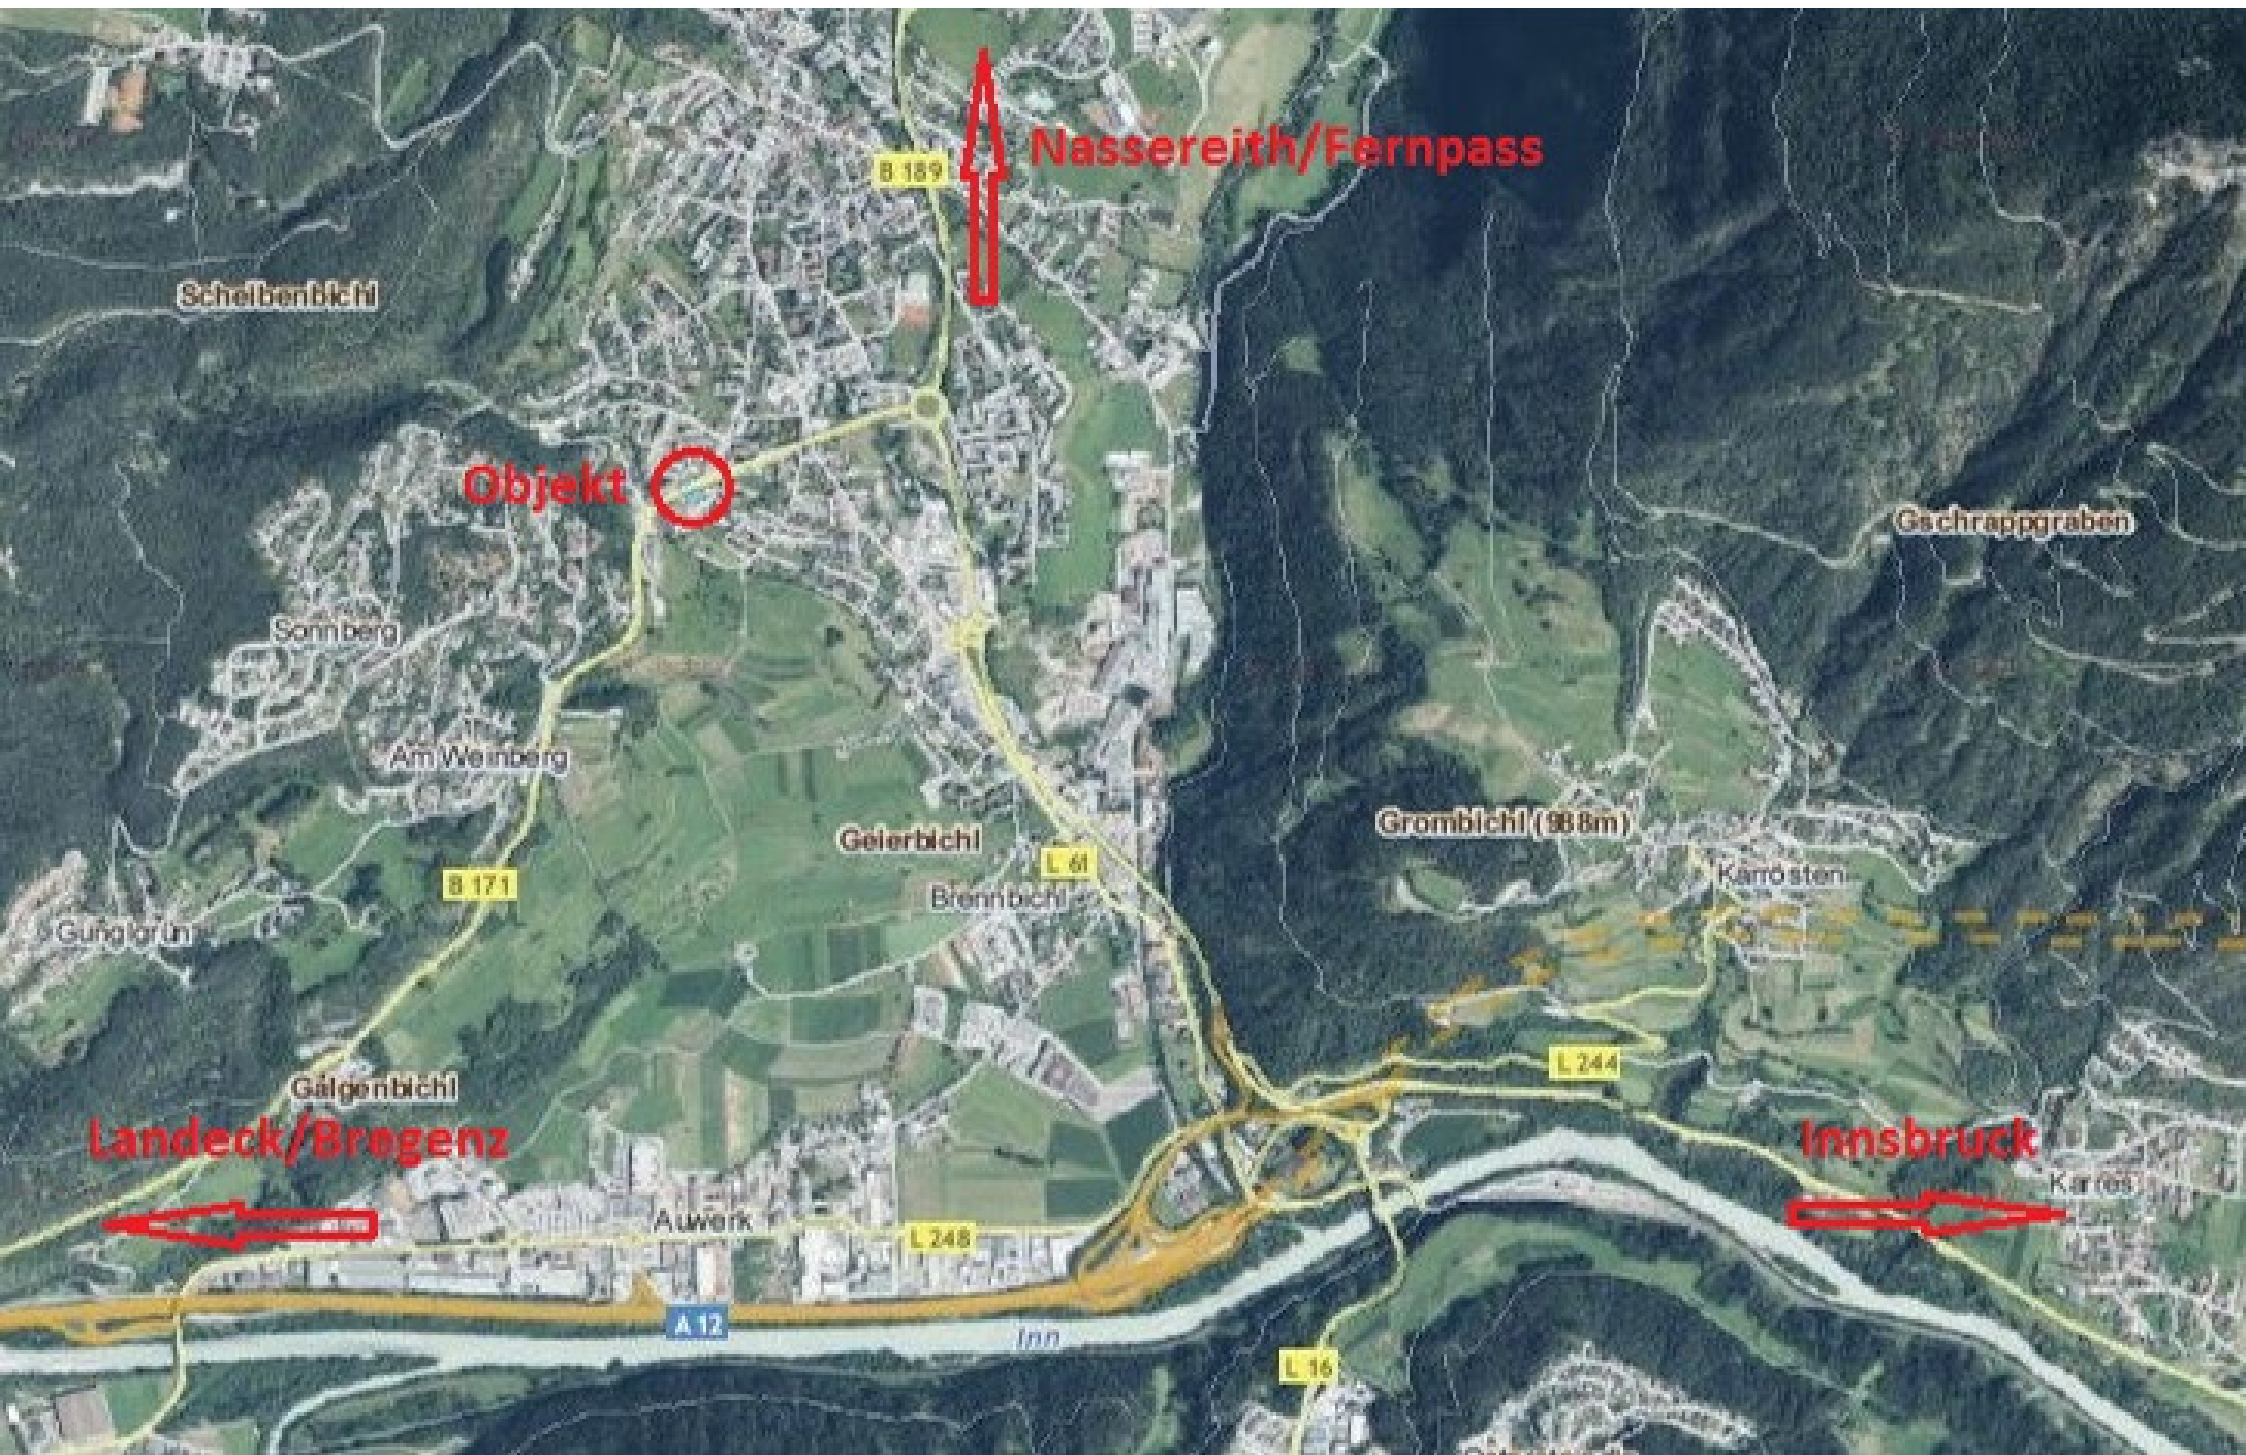 Nassereith/Fernpass
B 189
Scheibenbichl
Objekt
Gschrappgraben
Sonnberg
Am Weinberg
Grombichl (988m)
Geierbichl
L 61
Karrösten
B 171
Brennbichl
Gunglgrün
L 244
Galgenbichl
Landeck/Bregenz
Innsbruck
Karres
Auwerk
L 248
A 12
Inn
L 16